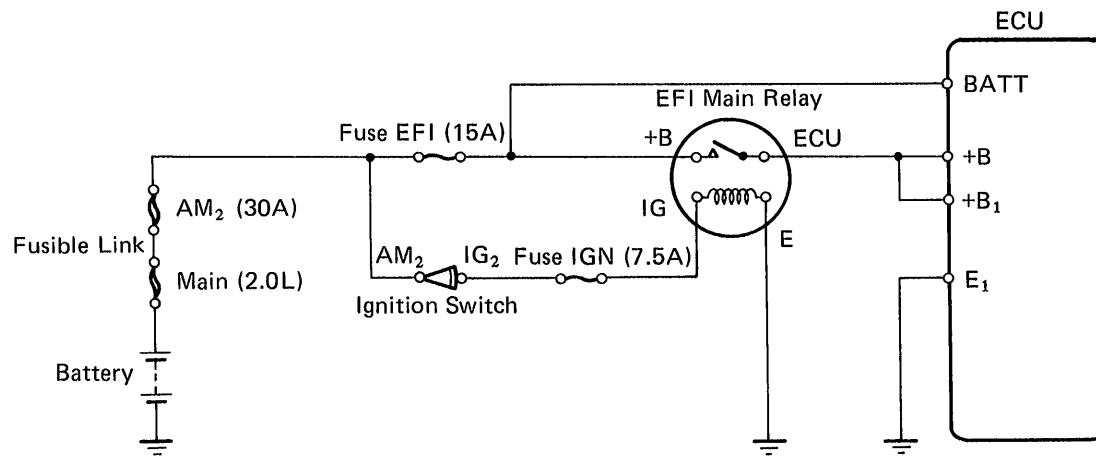 ECU
BATT
EFI Main Relay
Fuse EFI (15A)
+B
ECU
+B
AM₂ (30A)
+B₁
IG
E
Fusible Link
AM₂
IG₂
Fuse IGN (7.5A)
Main (2.0L)
E₁
Ignition Switch
Battery